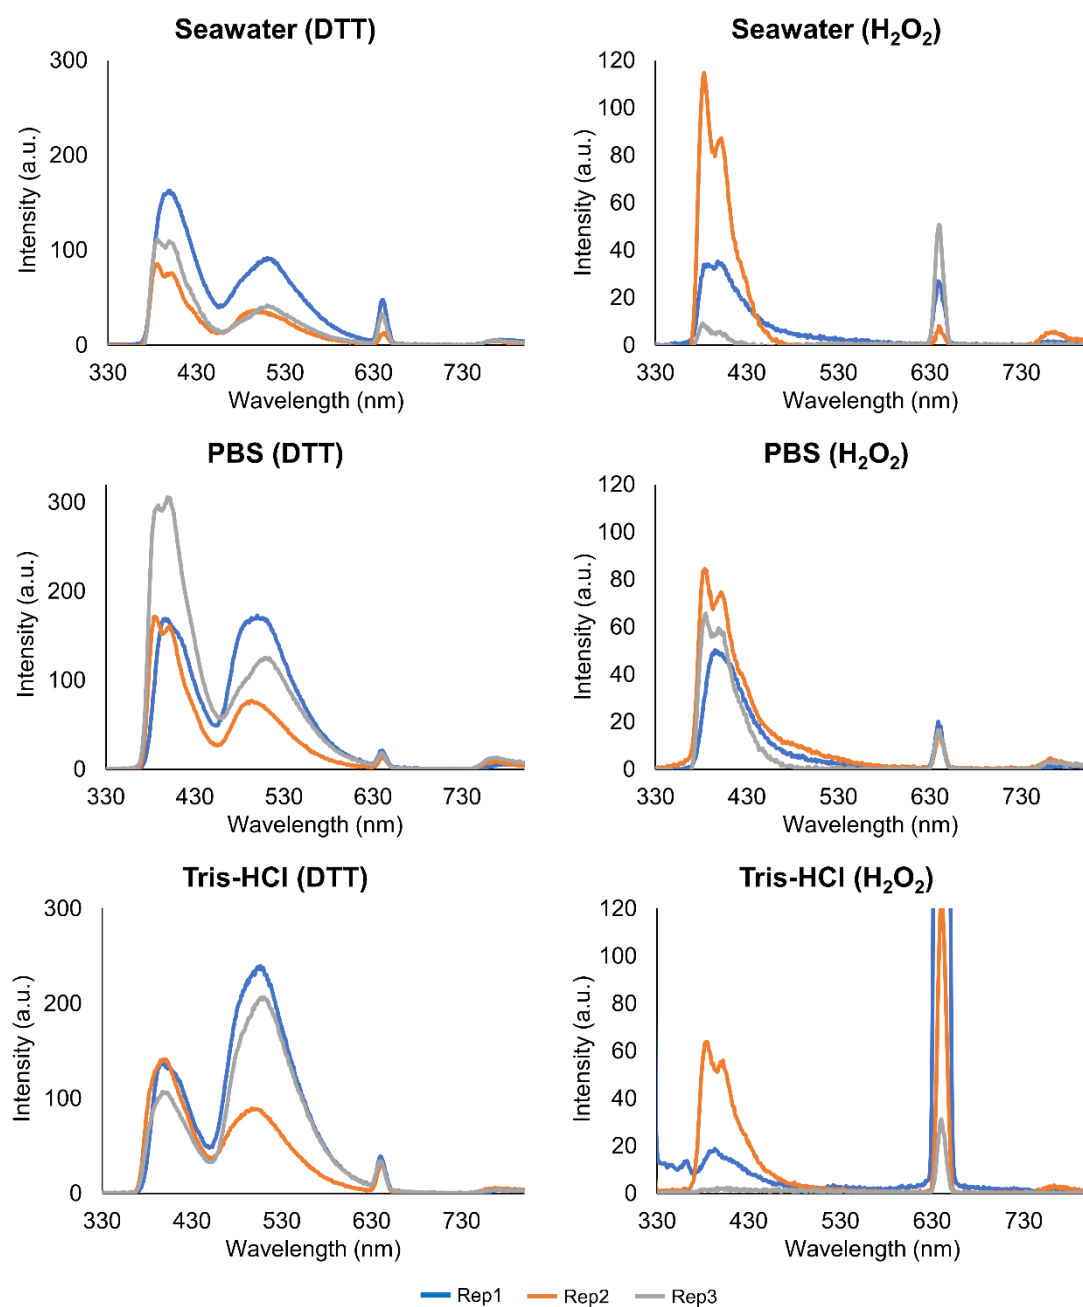 Seawater (DTT)
300
200
100
0
Intensity (a.u.)
330 430 530 630 730
Wavelength (nm)
Seawater (H₂O₂)
120
100
80
60
40
20
0
Intensity (a.u.)
330 430 530 630 730
Wavelength (nm)
PBS (DTT)
300
200
100
0
Intensity (a.u.)
330 430 530 630 730
Wavelength (nm)
PBS (H₂O₂)
120
100
80
60
40
20
0
Intensity (a.u.)
330 430 530 630 730
Wavelength (nm)
Tris-HCl (DTT)
300
200
100
0
Intensity (a.u.)
330 430 530 630 730
Wavelength (nm)
Tris-HCl (H₂O₂)
120
100
80
60
40
20
0
Intensity (a.u.)
330 430 530 630 730
Wavelength (nm)
Rep1 Rep2 Rep3